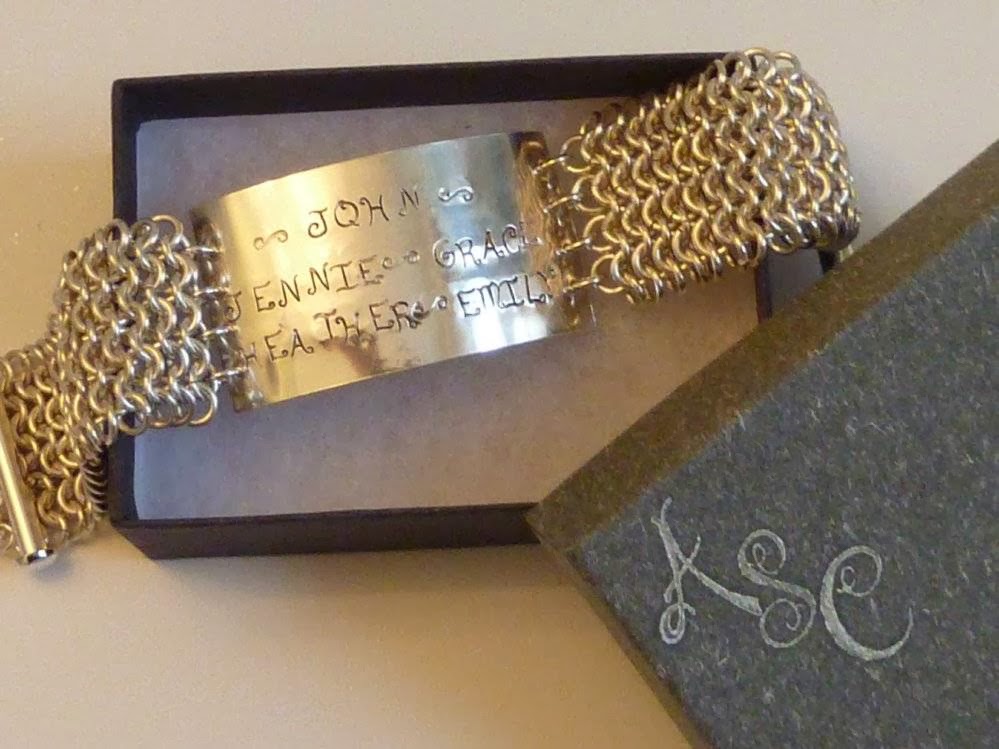 ~ JOHN ~
JENNIE ~ GRACE
HEATHER ~ EMILY
ASC